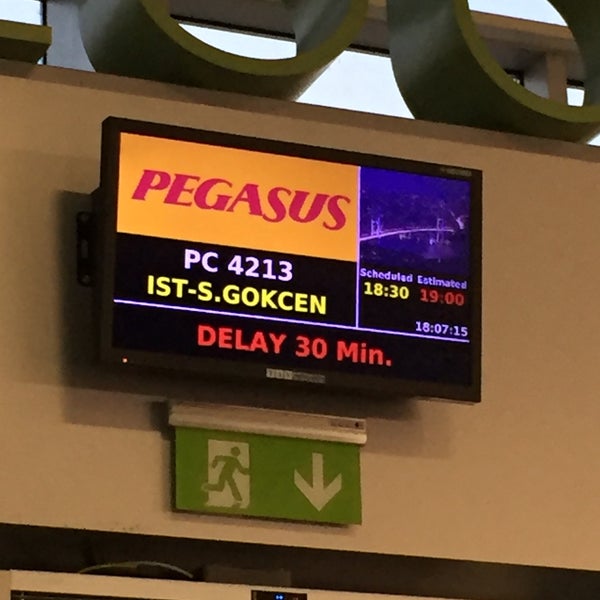 PEGASUS
PC 4213
IST-S.GOKCEN
Scheduled Estimated
18:30 19:00
18:07:15
DELAY 30 Min.